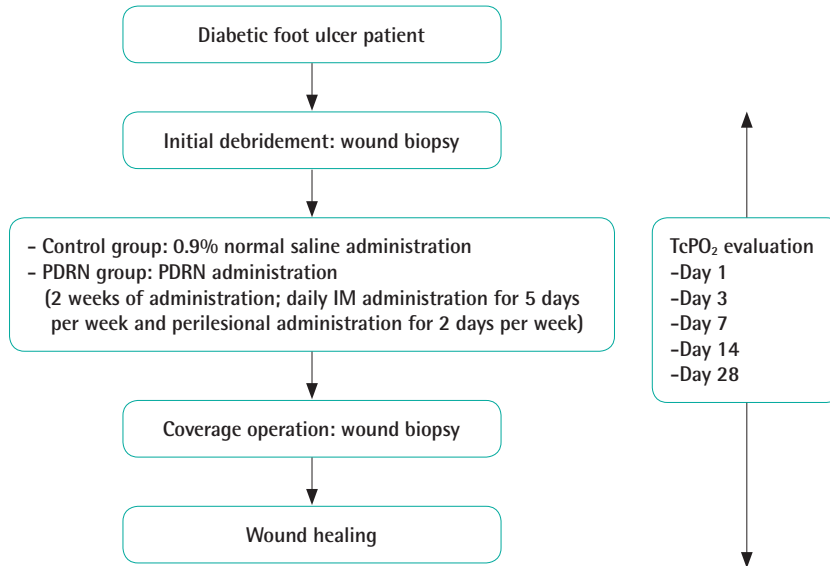 Diabetic foot ulcer patient
Initial debridement: wound biopsy
- Control group: 0.9% normal saline administration
- PDRN group: PDRN administration
(2 weeks of administration; daily IM administration for 5 days
per week and perilesional administration for 2 days per week)
Coverage operation: wound biopsy
Wound healing
TcPO₂ evaluation
-Day 1
-Day 3
-Day 7
-Day 14
-Day 28